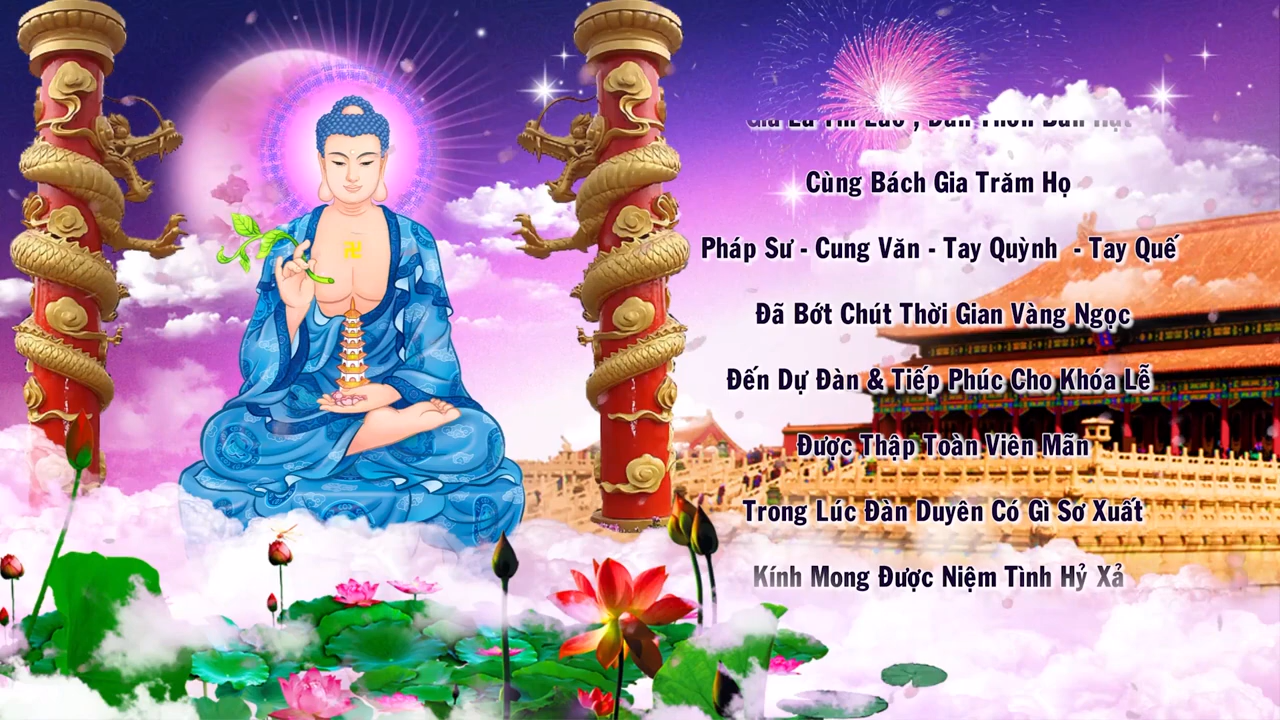 Cùng Bách Gia Trăm Họ
Pháp Sư - Cung Văn - Tay Quỳnh - Tay Quế
Đã Bớt Chút Thời Gian Vàng Ngọc
Đến Dự Đàn & Tiếp Phúc Cho Khóa Lễ
Được Thập Toàn Viên Mãn
Trong Lúc Đàn Duyên Có Gì Sơ Xuất
Kính Mong Được Niệm Tình Hỷ Xả